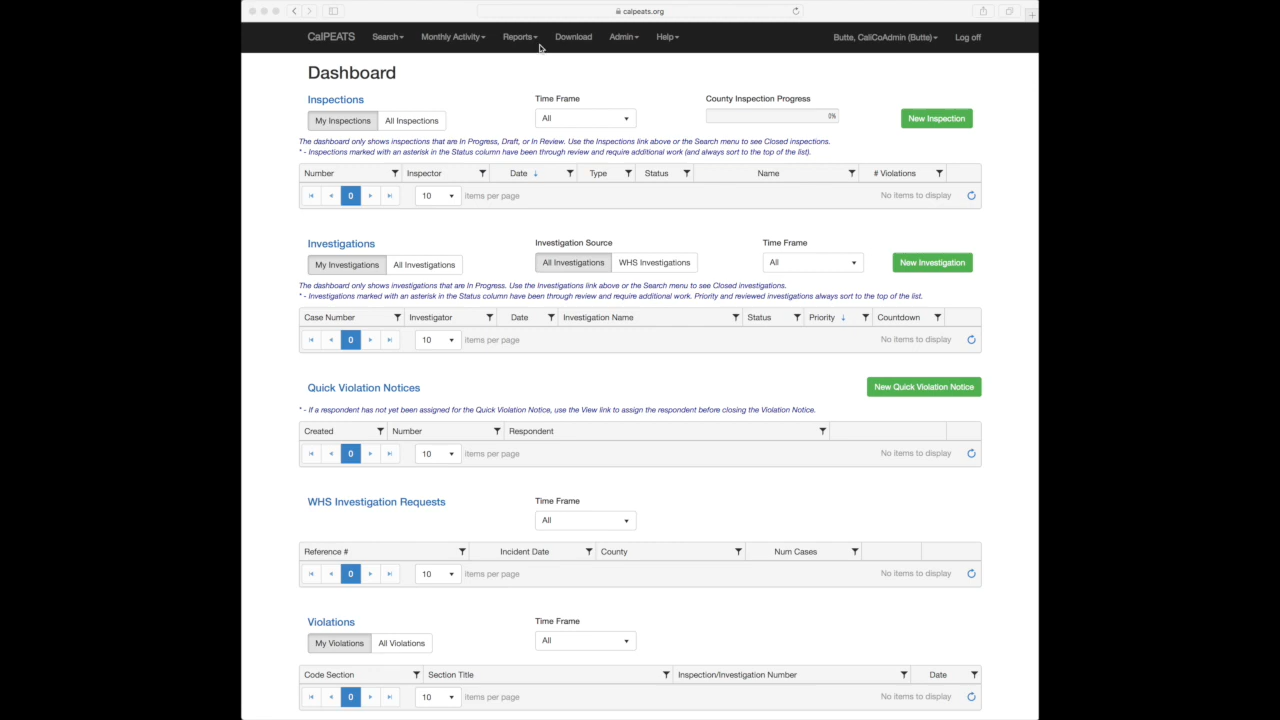 calpeats.org
CalPEATS Search Monthly Activity Reports Download Admin Help Butte, CaliCoAdmin (Butte) Log off
Dashboard
Inspections Time Frame County Inspection Progress
My Inspections All Inspections All 0% New Inspection
The dashboard only shows inspections that are In Progress, Draft, or In Review. Use the Inspections link above or the Search menu to see Closed inspections.
* - Inspections marked with an asterisk in the Status column have been through review and require additional work (and always sort to the top of the list).
Number Inspector Date Type Status Name # Violations
0 10 items per page No items to display
Investigations Investigation Source Time Frame
My Investigations All Investigations All Investigations WHS Investigations All New Investigation
The dashboard only shows investigations that are In Progress. Use the Investigations link above or the Search menu to see Closed investigations.
* - Investigations marked with an asterisk in the Status column have been through review and require additional work. Priority and reviewed investigations always sort to the top of the list.
Case Number Investigator Date Investigation Name Status Priority Countdown
0 10 items per page No items to display
Quick Violation Notices New Quick Violation Notice
* - If a respondent has not yet been assigned for the Quick Violation Notice, use the View link to assign the respondent before closing the Violation Notice.
Created Number Respondent
0 10 items per page No items to display
WHS Investigation Requests Time Frame
All
Reference # Incident Date County Num Cases
0 10 items per page No items to display
Violations Time Frame
My Violations All Violations All
Code Section Section Title Inspection/Investigation Number Date
0 10 items per page No items to display